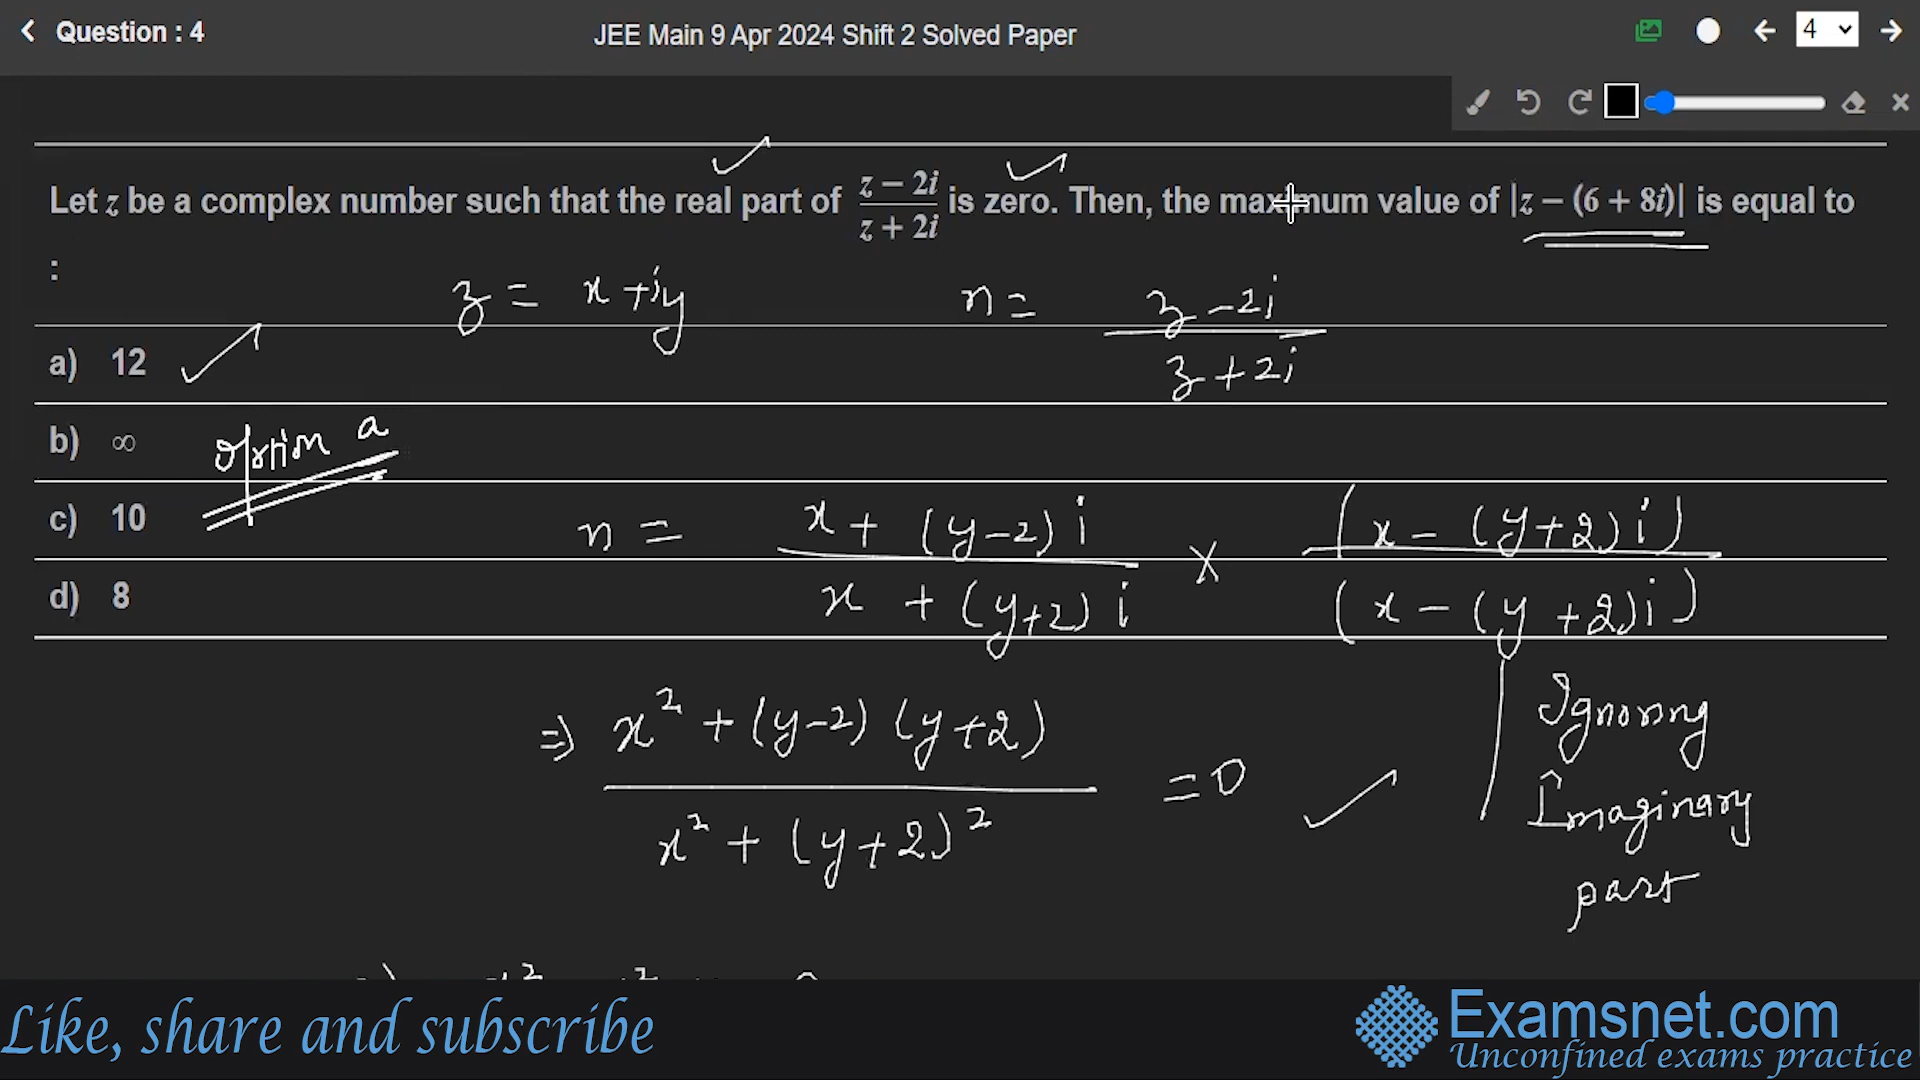 Question : 4
JEE Main 9 Apr 2024 Shift 2 Solved Paper
4
Let z be a complex number such that the real part of (z − 2i)/(z + 2i) is zero. Then, the maximum value of |z − (6 + 8i)| is equal to
:
z = x + iy
n = (z − 2i)/(z + 2i)
a) 12
b) ∞
option a
c) 10
n = (x + (y−2) i)/(x + (y+2) i) × (x − (y+2) i)/(x − (y+2) i)
d) 8
⇒ (x² + (y−2) (y+2))/(x² + (y+2)²) = 0
Ignoring
Imaginary
part
Like, share and subscribe
Examsnet.com
Unconfined exams practice